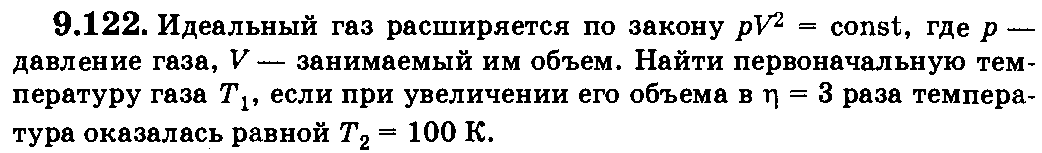 9.122. Идеальный газ расширяется по закону pV² = const, где p —
давление газа, V — занимаемый им объем. Найти первоначальную тем-
пературу газа T₁, если при увеличении его объема в η = 3 раза темпера-
тура оказалась равной T₂ = 100 К.